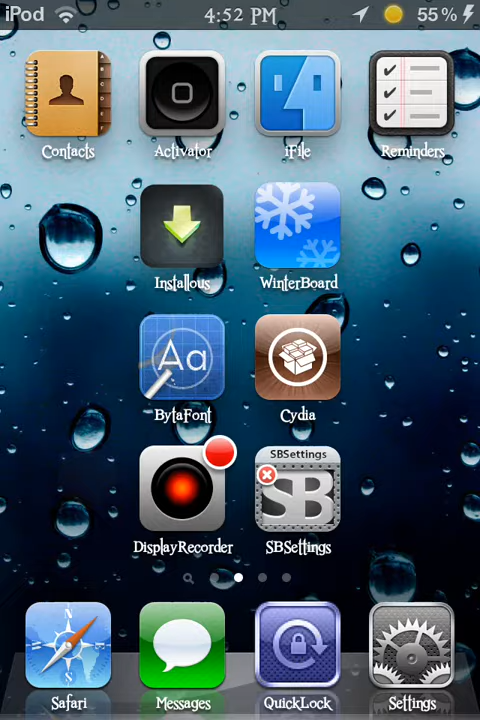 iPod 4:52 PM 55%
Contacts Activator iFile Reminders
Installous WinterBoard
Aa
BytaFont Cydia
SBSettings
SB
DisplayRecorder SBSettings
N
Safari Messages QuickLock Settings